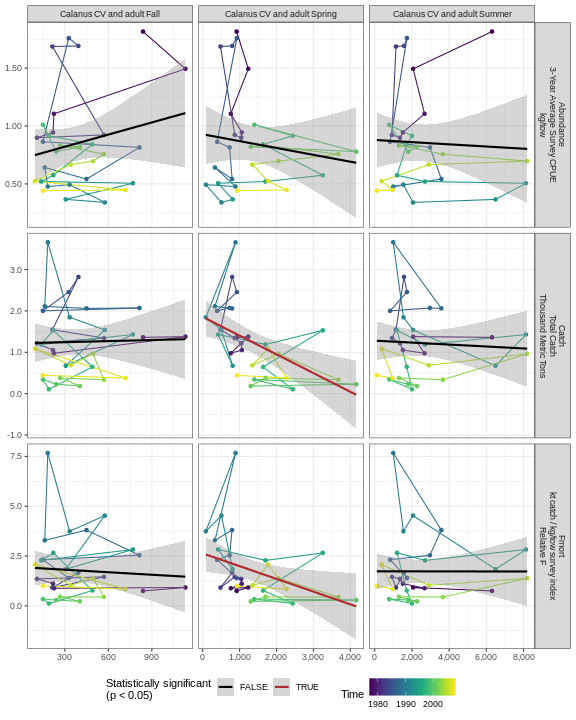 Calanus CV and adult Fall
Calanus CV and adult Spring
Calanus CV and adult Summer
1.50
1.00
0.50
Abundance
3-Year Average Survey CPUE
kg/tow
3.0
2.0
1.0
0.0
-1.0
Catch
Total Catch
Thousand Metric Tons
7.5
5.0
2.5
0.0
Fmort
kt catch / kg/tow survey index
Relative F
300 600 900
0 1,000 2,000 3,000 4,000
0 2,000 4,000 6,000 8,000
Statistically significant
(p < 0.05)
FALSE
TRUE
Time
1980 1990 2000